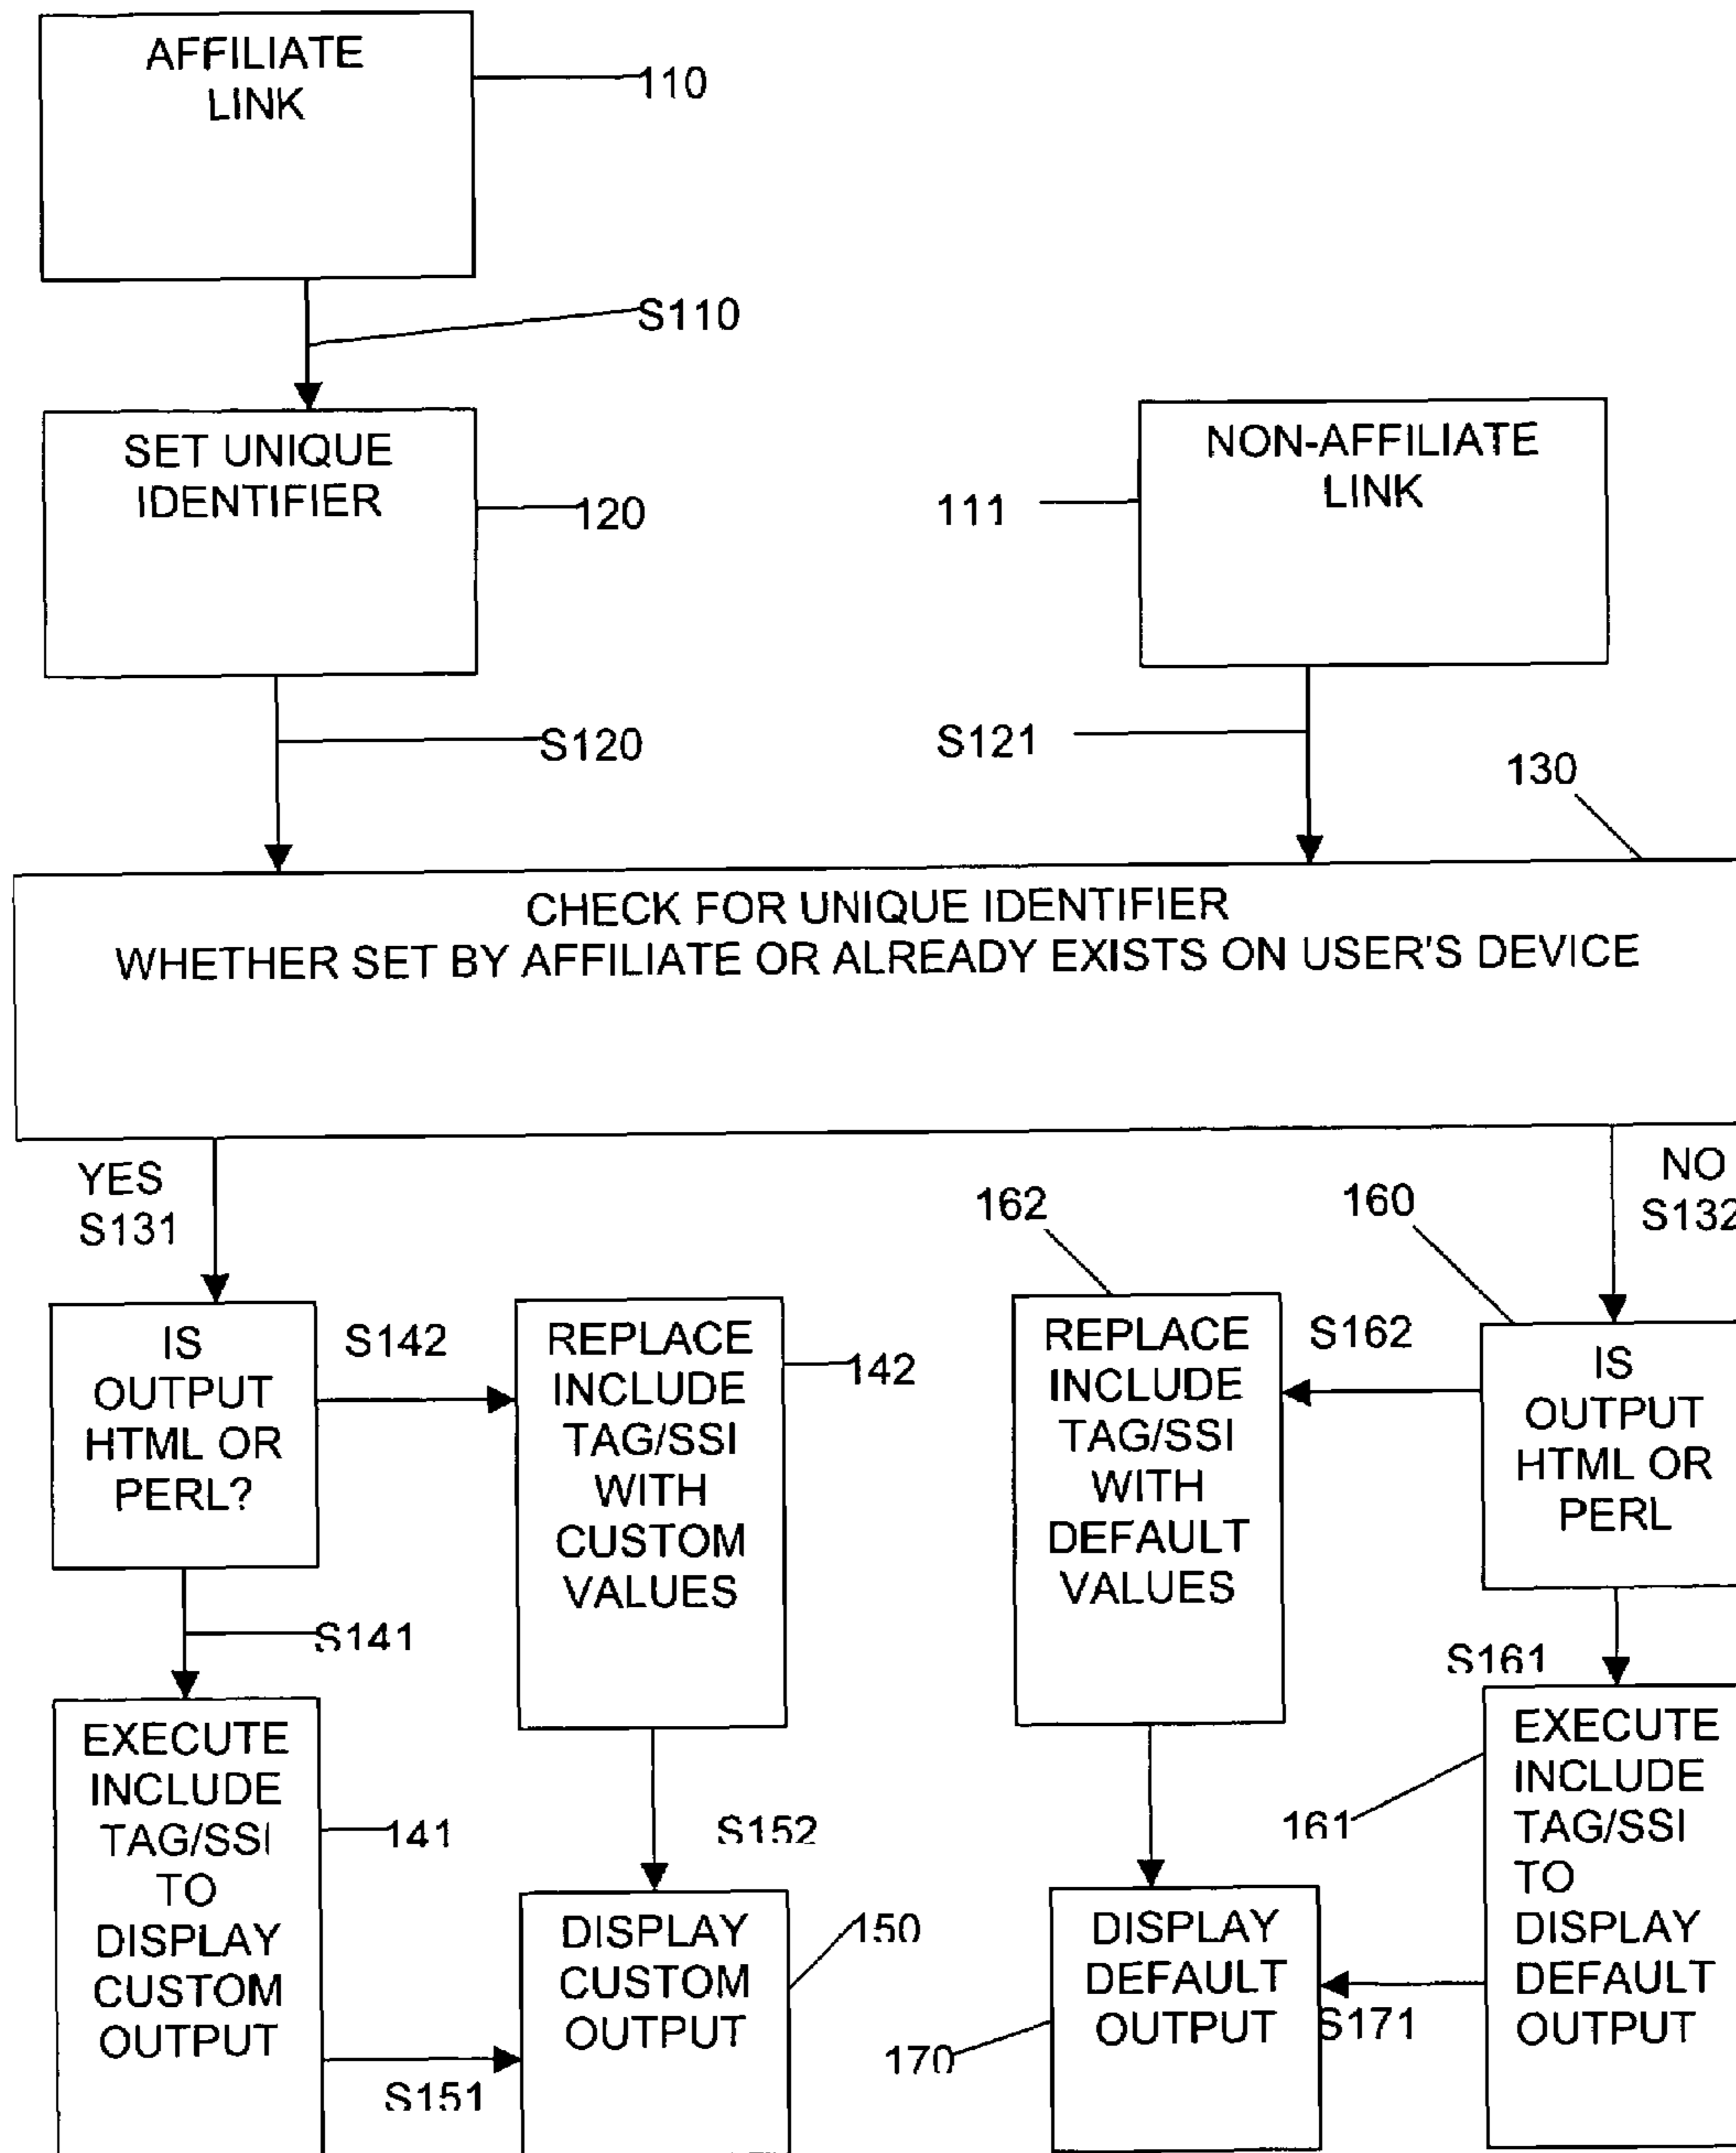 AFFILIATE
LINK
110
S110
SET UNIQUE
IDENTIFIER
120
NON-AFFILIATE
LINK
111
S120
S121
130
CHECK FOR UNIQUE IDENTIFIER
WHETHER SET BY AFFILIATE OR ALREADY EXISTS ON USER'S DEVICE
YES
S131
162
160
NO
S132
IS
OUTPUT
HTML OR
PERL?
S142
REPLACE
INCLUDE
TAG/SSI
WITH
CUSTOM
VALUES
142
REPLACE
INCLUDE
TAG/SSI
WITH
DEFAULT
VALUES
S162
IS
OUTPUT
HTML OR
PERL
S141
S161
EXECUTE
INCLUDE
TAG/SSI
TO
DISPLAY
CUSTOM
OUTPUT
141
S152
161
EXECUTE
INCLUDE
TAG/SSI
TO
DISPLAY
DEFAULT
OUTPUT
DISPLAY
CUSTOM
OUTPUT
150
DISPLAY
DEFAULT
OUTPUT
170
S171
S151